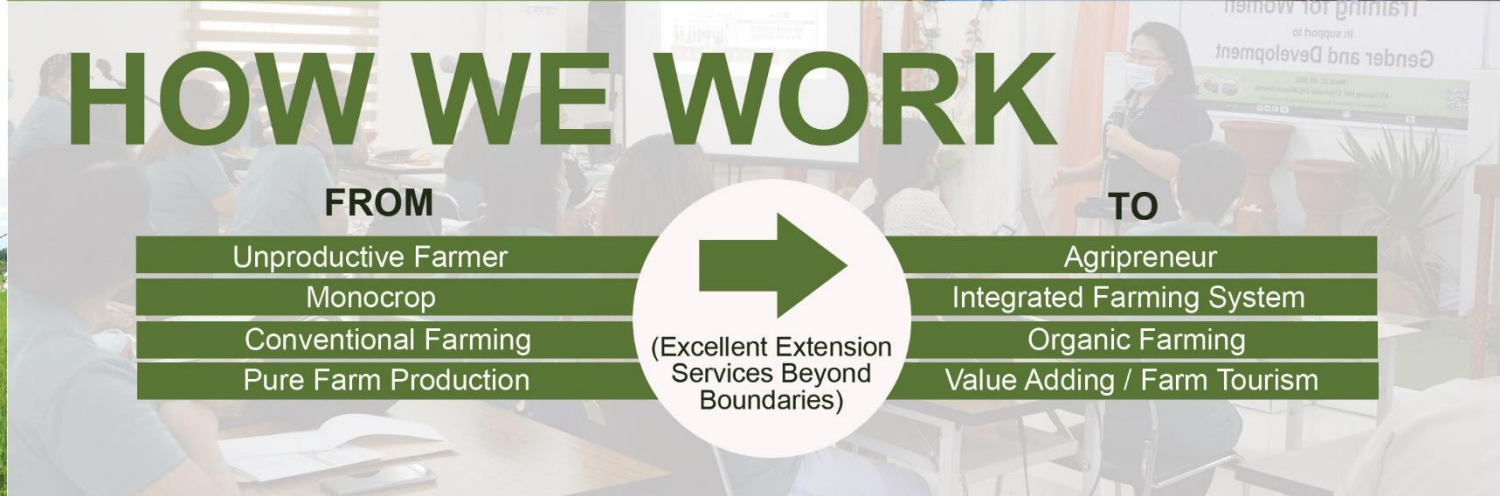 HOW WE WORK
FROM
Unproductive Farmer
Monocrop
Conventional Farming
Pure Farm Production
(Excellent Extension
Services Beyond
Boundaries)
TO
Agripreneur
Integrated Farming System
Organic Farming
Value Adding / Farm Tourism
Training for Women
In support to
Gender and Development